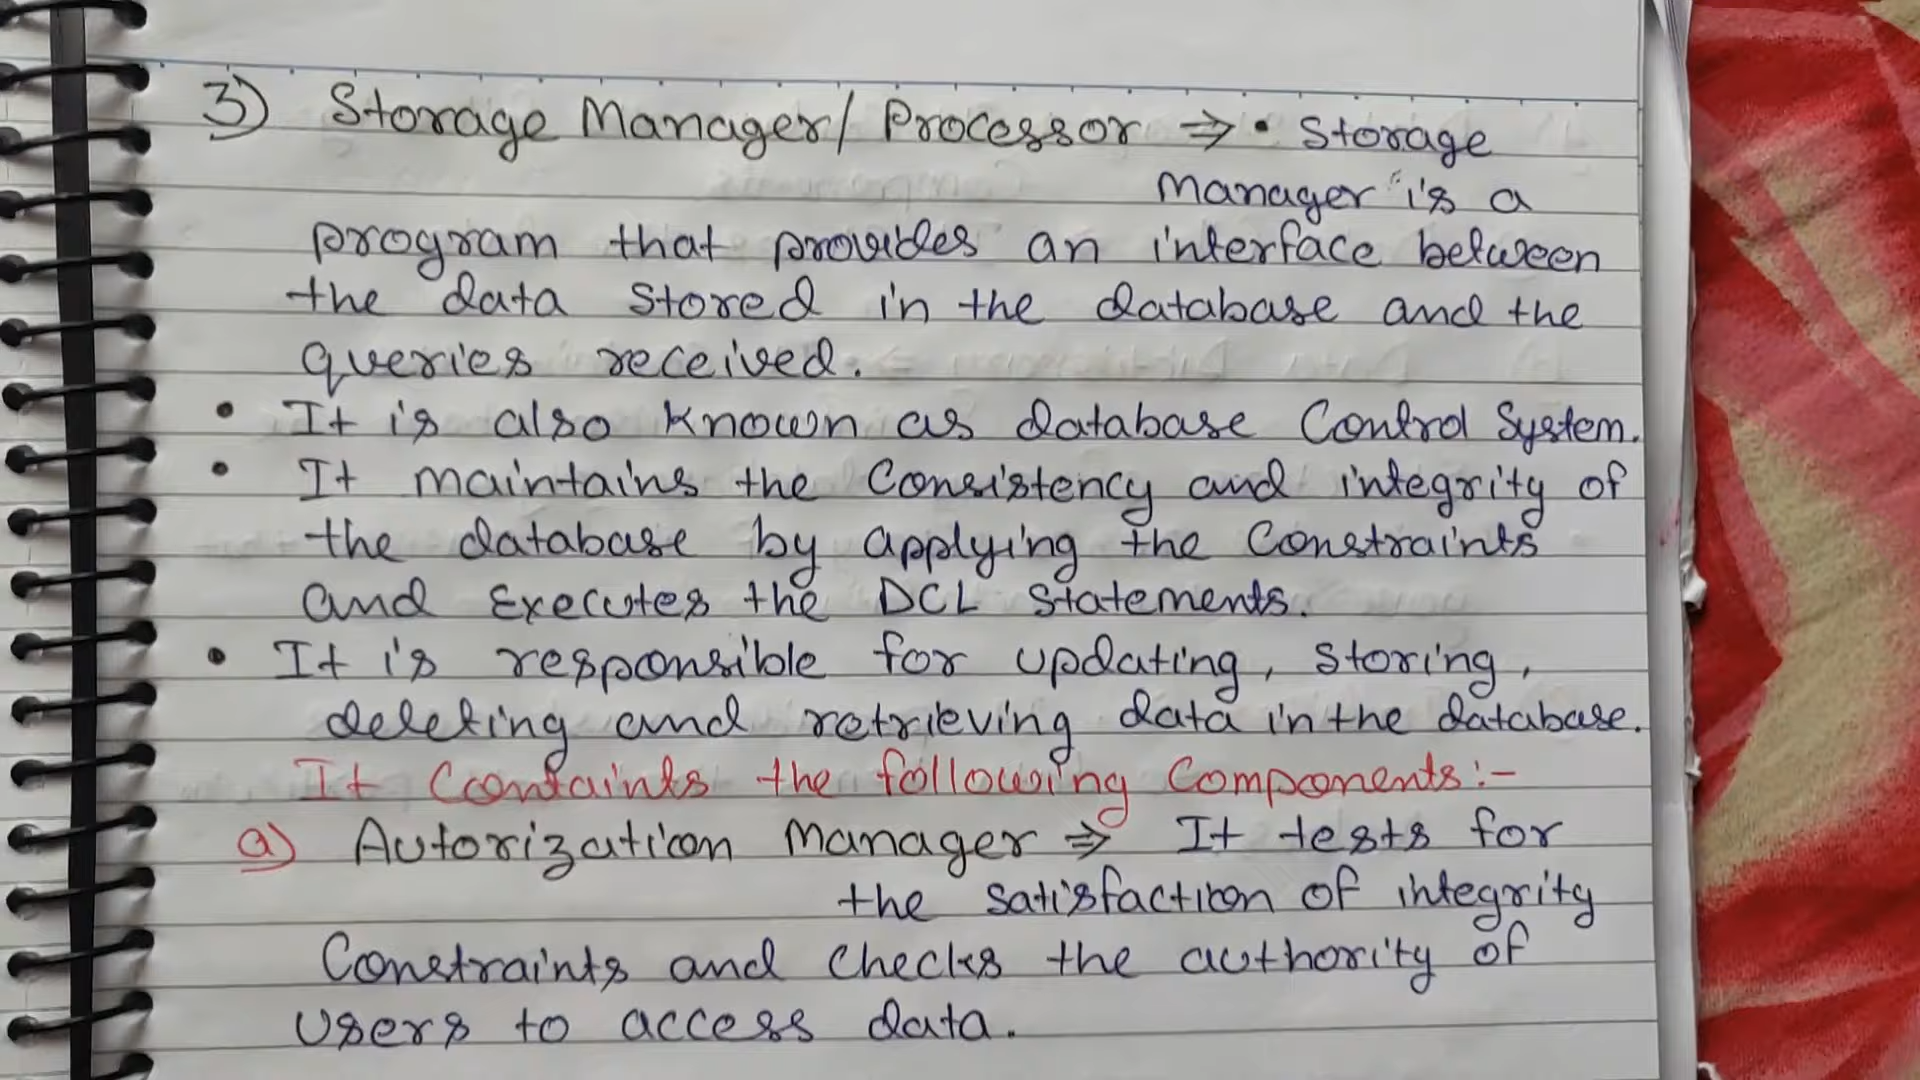 3) Storage Manager/ Processor ⇒ • Storage
Manager is a
program that provides an interface between
the data stored in the database and the
queries received.
• It is also known as database Control System.
• It maintains the Consistency and integrity of
the database by applying the Constraints
and Executes the DCL statements.
• It is responsible for updating, storing,
deleting and retrieving data in the database.
It Containts the following Components:-
a) Autorization Manager ⇒ It tests for
the satisfaction of integrity
Constraints and checks the authority of
users to access data.